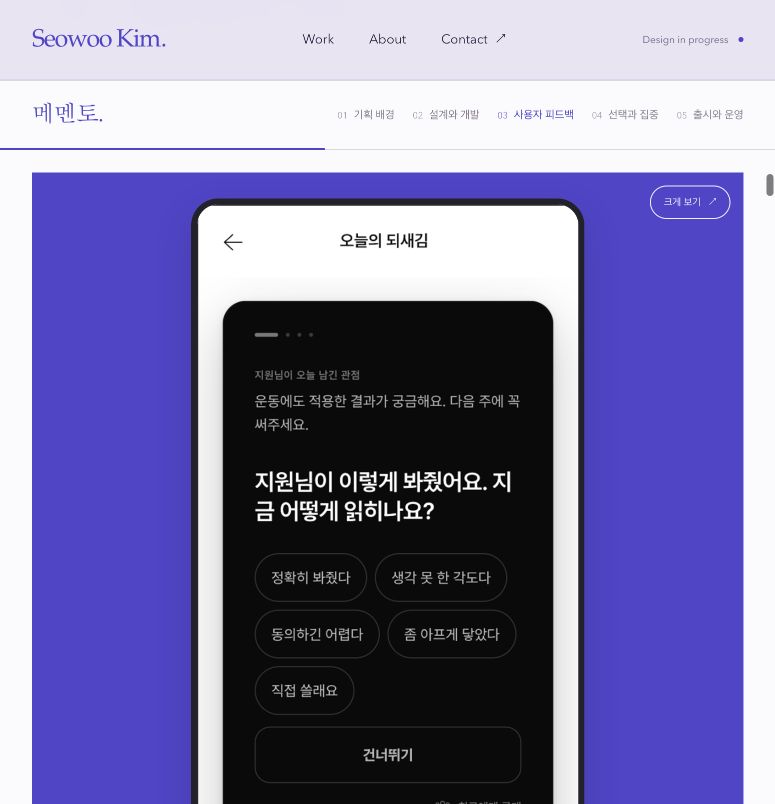 Seowoo Kim.
Work About Contact ↗
Design in progress
메멘토.
01 기획 배경 02 설계와 개발 03 사용자 피드백 04 선택과 집중 05 출시와 운영
크게 보기 ↗
오늘의 되새김
지원님이 오늘 남긴 관점
운동에도 적용한 결과가 궁금해요. 다음 주에 꼭
써주세요.
지원님이 이렇게 봐줬어요. 지
금 어떻게 읽히나요?
정확히 봐줬다 생각 못 한 각도다
동의하긴 어렵다 좀 아프게 닿았다
직접 쓸래요
건너뛰기